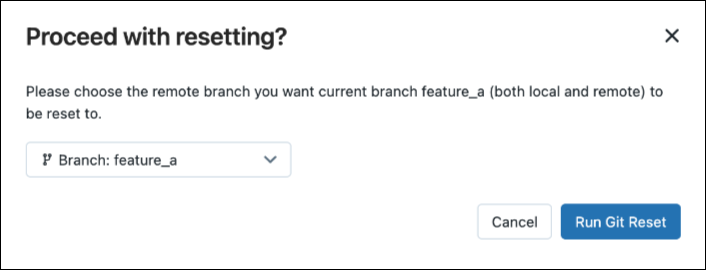 Proceed with resetting?
Please choose the remote branch you want current branch feature_a (both local and remote) to
be reset to.
Branch: feature_a
Cancel
Run Git Reset